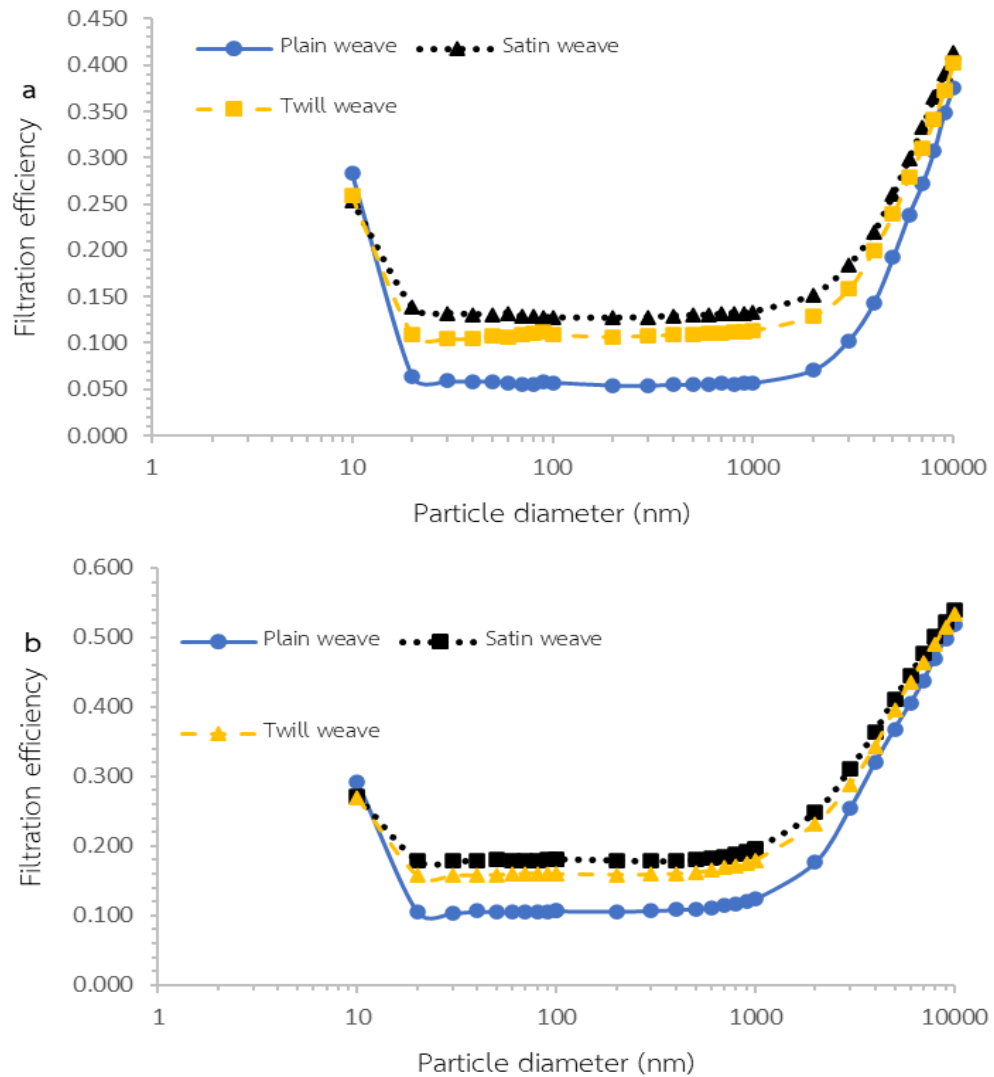 0.450
Plain weave
Satin weave
0.400
a
Twill weave
0.350
0.300
0.250
0.200
0.150
0.100
0.050
0.000
Filtration efficiency
1
10
100
1000
10000
Particle diameter (nm)
0.600
b
Plain weave
Satin weave
0.500
Twill weave
0.400
0.300
0.200
0.100
0.000
Filtration efficiency
1
10
100
1000
10000
Particle diameter (nm)